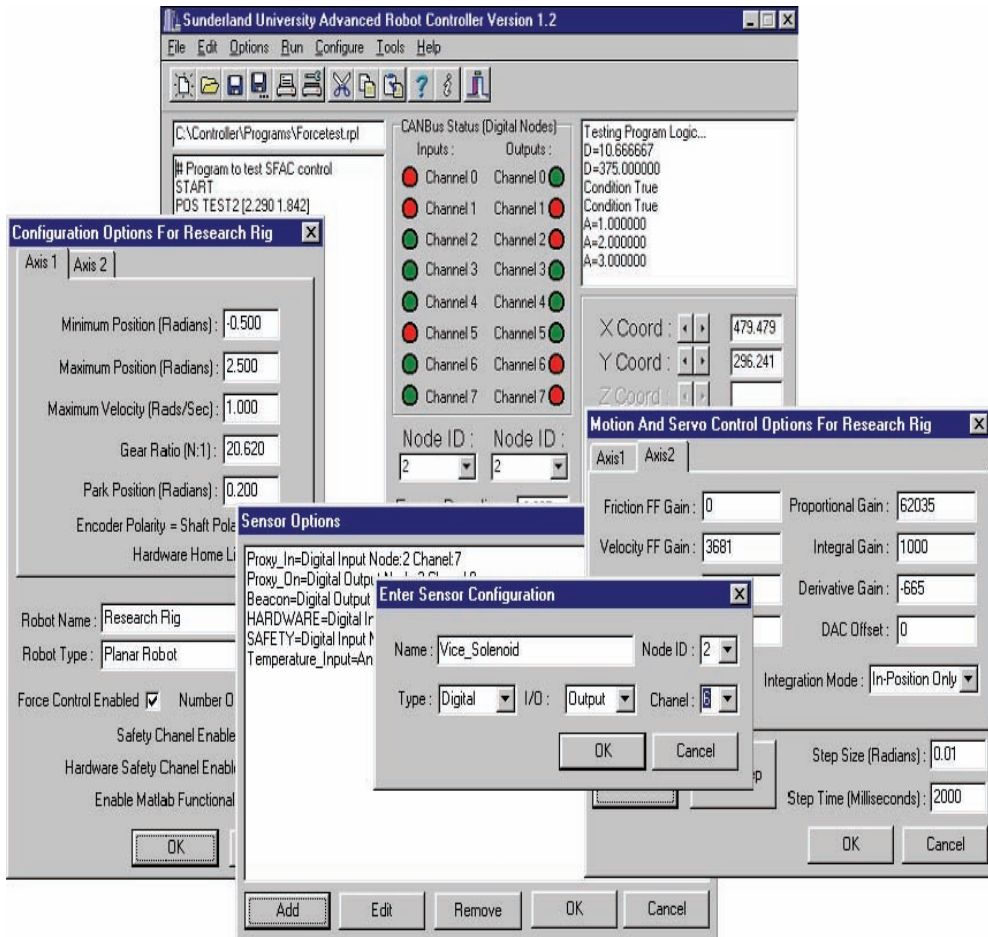 Sunderland University Advanced Robot Controller Version 1.2
File Edit Options Run Configure Tools Help
C:\Controller\Programs\Forcetest.rpl
# Program to test SFAC control
START
POS TEST2 [2.290 1.842]
CANBus Status (Digital Nodes)
Inputs : Outputs :
Channel 0 Channel 0
Channel 1 Channel 1
Channel 2 Channel 2
Channel 3 Channel 3
Channel 4 Channel 4
Channel 5 Channel 5
Channel 6 Channel 6
Channel 7 Channel 7
Node ID : Node ID :
2 2
Testing Program Logic...
D=10.666667
D=375.000000
Condition True
Condition True
A=1.000000
A=2.000000
A=3.000000
X Coord : 479.479
Y Coord : 296.241
Z Coord :
Configuration Options For Research Rig
Axis 1 Axis 2
Minimum Position (Radians) : -0.500
Maximum Position (Radians) : 2.500
Maximum Velocity (Rads/Sec) : 1.000
Gear Ratio (N:1) : 20.620
Park Position (Radians) : 0.200
Encoder Polarity = Shaft Pola
Hardware Home Li
Robot Name : Research Rig
Robot Type : Planar Robot
Force Control Enabled Number O
Safety Chanel Enable
Hardware Safety Chanel Enabl
Enable Matlab Functional
OK
Sensor Options
Proxy_In=Digital Input Node:2 Chanel:7
Proxy_On=Digital Output
Beacon=Digital Output
HARDWARE=Digital In
SAFETY=Digital Input N
Temperature_Input=An
Add Edit Remove OK Cancel
Enter Sensor Configuration
Name : Vice_Solenoid Node ID : 2
Type : Digital I/O : Output Chanel : 6
OK Cancel
Motion And Servo Control Options For Research Rig
Axis1 Axis2
Friction FF Gain : 0 Proportional Gain : 62035
Velocity FF Gain : 3681 Integral Gain : 1000
Derivative Gain : -665
DAC Offset : 0
Integration Mode : In-Position Only
Step Size (Radians) : 0.01
Step Time (Milliseconds) : 2000
OK Cancel